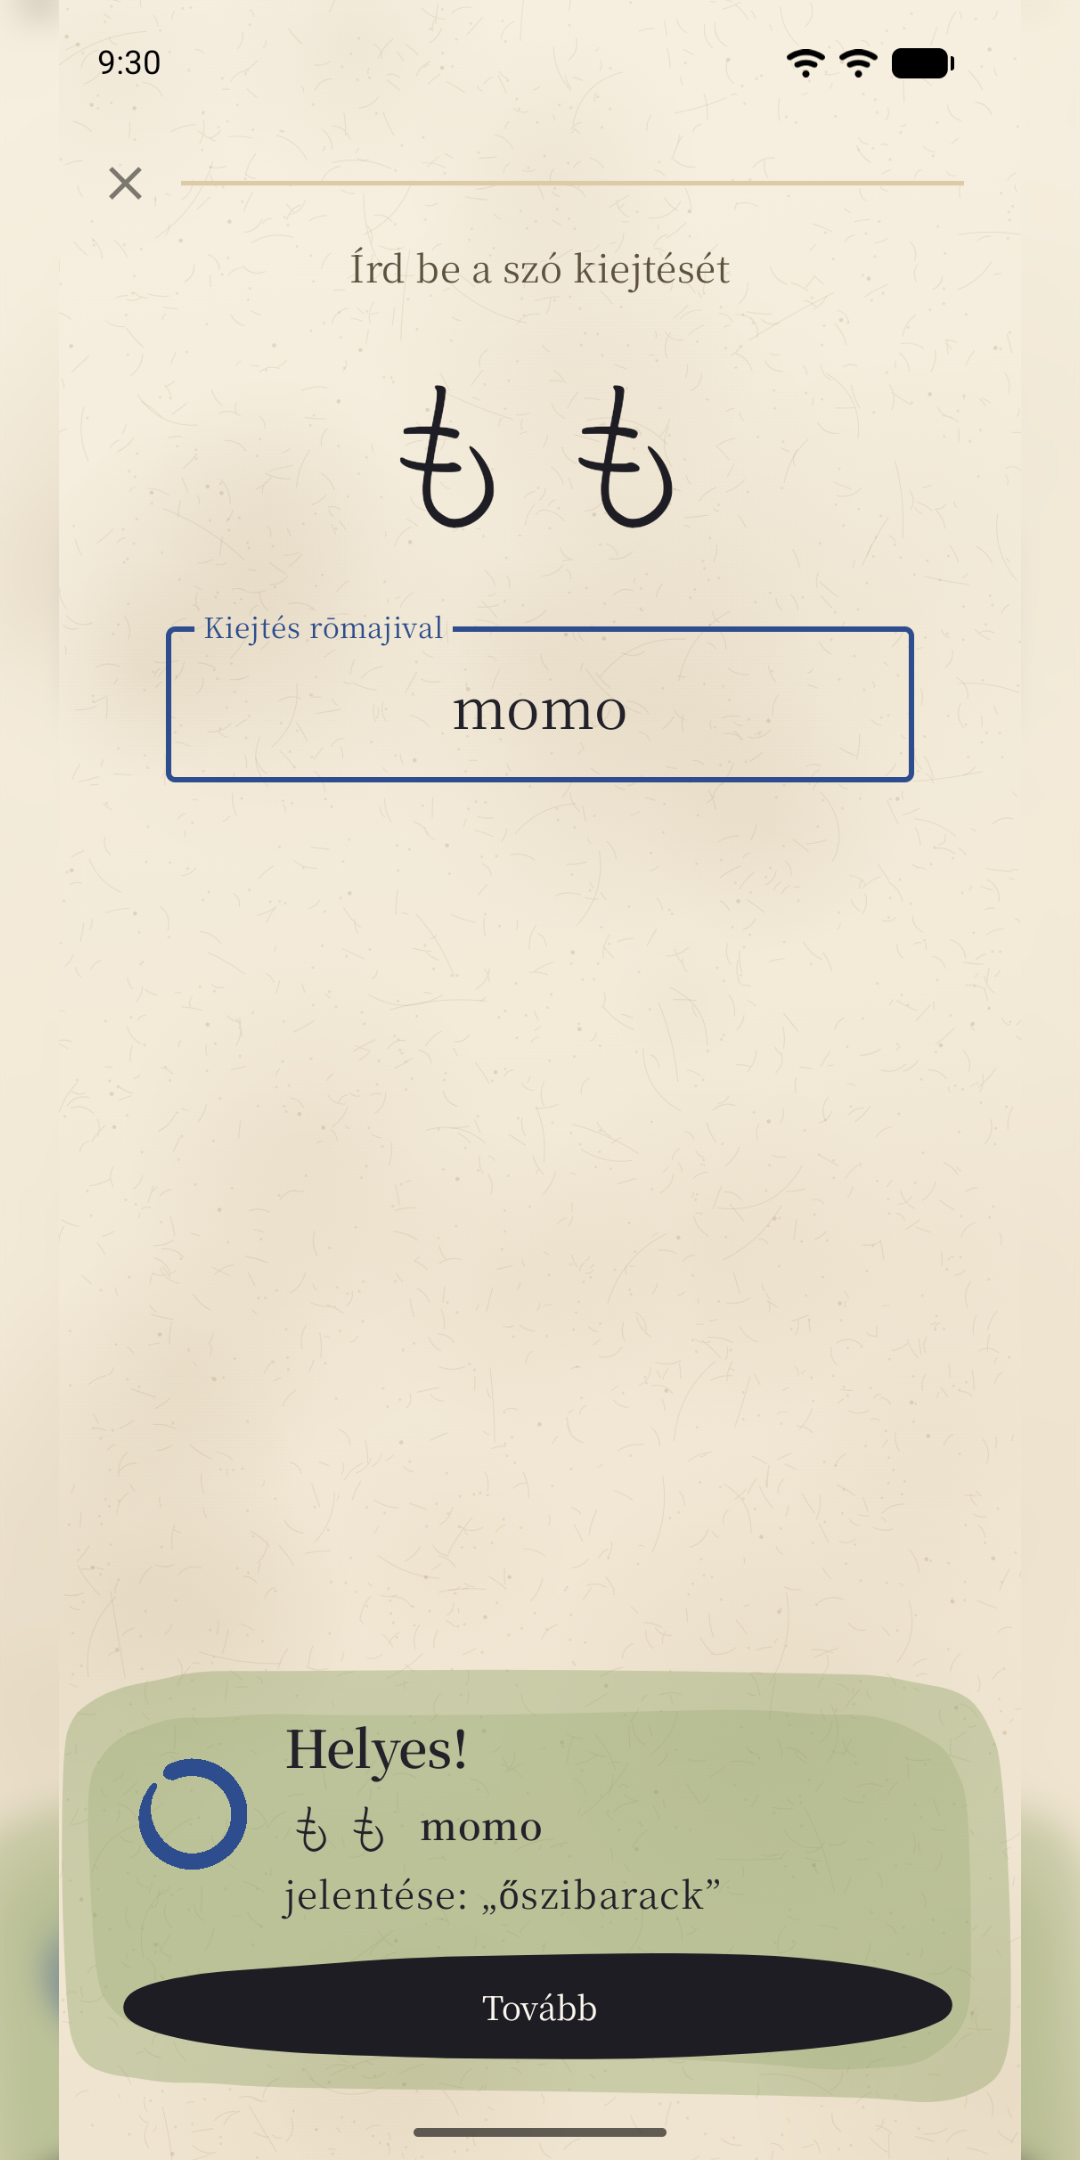 9:30
Írd be a szó kiejtését
もも
Kiejtés rōmajival
momo
Helyes!
もも momo
jelentése: „őszibarack”
Tovább